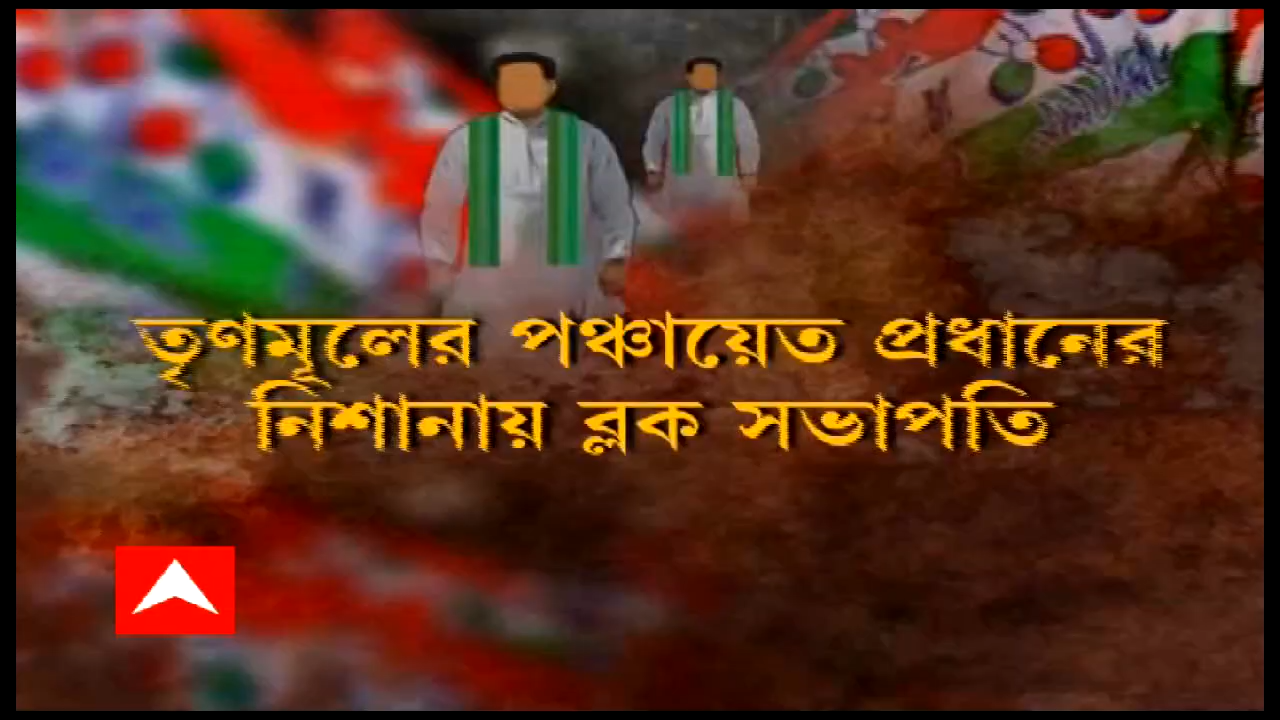 তৃণমূলের পঞ্চায়েত প্রধানের
নিশানায় ব্লক সভাপতি